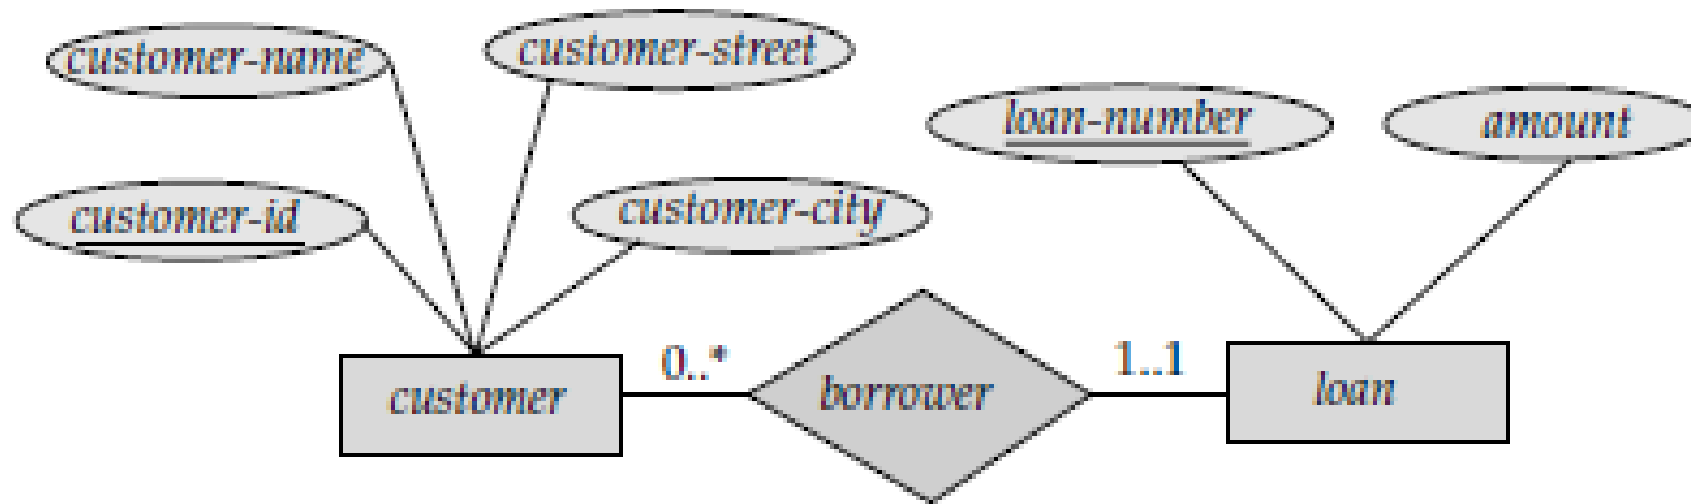 customer-name
customer-street
loan-number
amount
customer-id
customer-city
0..*
1..1
customer
borrower
loan